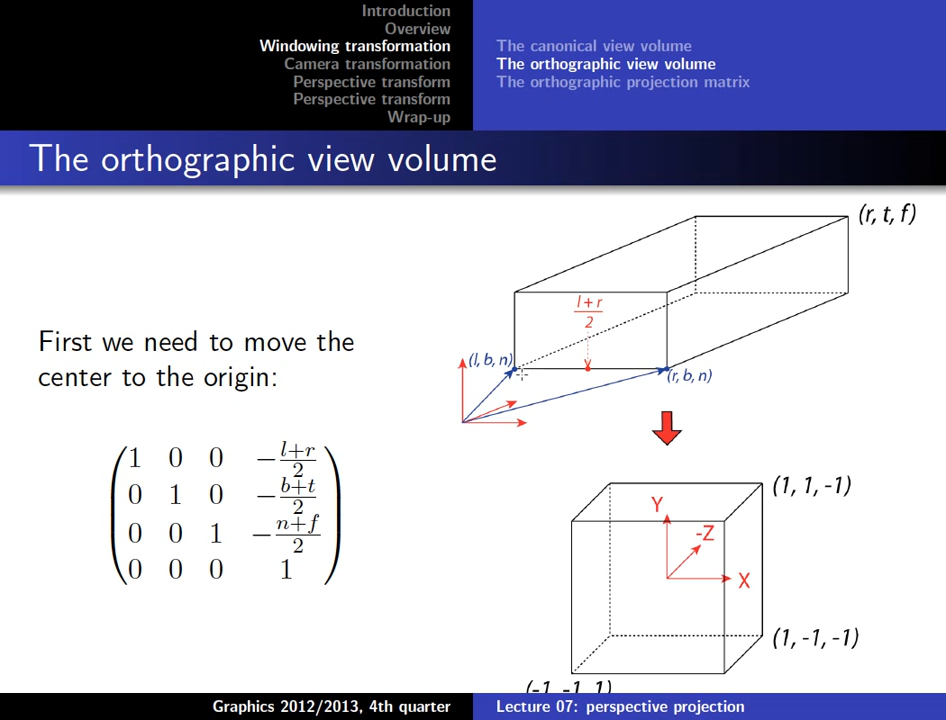 Introduction
Overview
Windowing transformation
Camera transformation
Perspective transform
Perspective transform
Wrap-up
The canonical view volume
The orthographic view volume
The orthographic projection matrix
The orthographic view volume
First we need to move the
center to the origin:
1 0 0 −l+r/2
0 1 0 −b+t/2
0 0 1 −n+f/2
0 0 0 1
(r, t, f)
l+r
2
(l, b, n)
(r, b, n)
(1, 1, -1)
Y
-Z
X
(1, -1, -1)
(-1, -1, 1)
Graphics 2012/2013, 4th quarter
Lecture 07: perspective projection